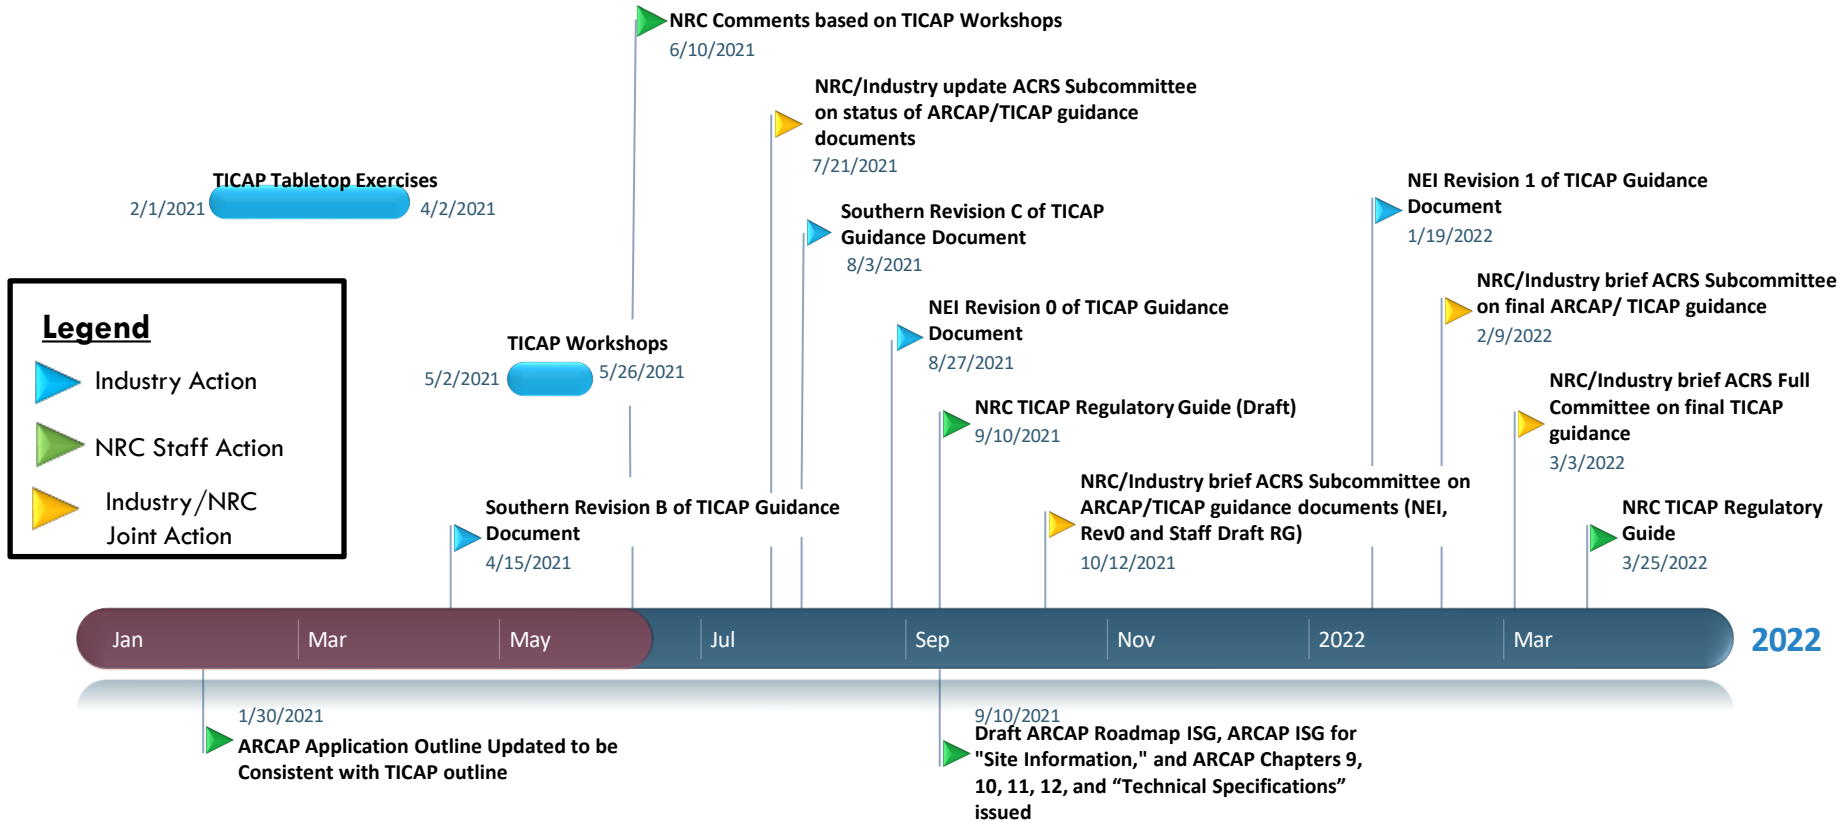 NRC Comments based on TICAP Workshops
6/10/2021
NRC/Industry update ACRS Subcommittee
on status of ARCAP/TICAP guidance
documents
7/21/2021
TICAP Tabletop Exercises
2/1/2021
4/2/2021
Southern Revision C of TICAP
Guidance Document
8/3/2021
NEI Revision 1 of TICAP Guidance
Document
1/19/2022
NRC/Industry brief ACRS Subcommittee
on final ARCAP/ TICAP guidance
2/9/2022
Legend
Industry Action
NRC Staff Action
Industry/NRC
Joint Action
TICAP Workshops
5/2/2021
5/26/2021
NEI Revision 0 of TICAP Guidance
Document
8/27/2021
NRC TICAP Regulatory Guide (Draft)
9/10/2021
NRC/Industry brief ACRS Full
Committee on final TICAP
guidance
3/3/2022
Southern Revision B of TICAP Guidance
Document
4/15/2021
NRC/Industry brief ACRS Subcommittee on
ARCAP/TICAP guidance documents (NEI,
Rev0 and Staff Draft RG)
10/12/2021
NRC TICAP Regulatory
Guide
3/25/2022
Jan
Mar
May
Jul
Sep
Nov
2022
Mar
2022
1/30/2021
ARCAP Application Outline Updated to be
Consistent with TICAP outline
9/10/2021
Draft ARCAP Roadmap ISG, ARCAP ISG for
"Site Information," and ARCAP Chapters 9,
10, 11, 12, and “Technical Specifications”
issued